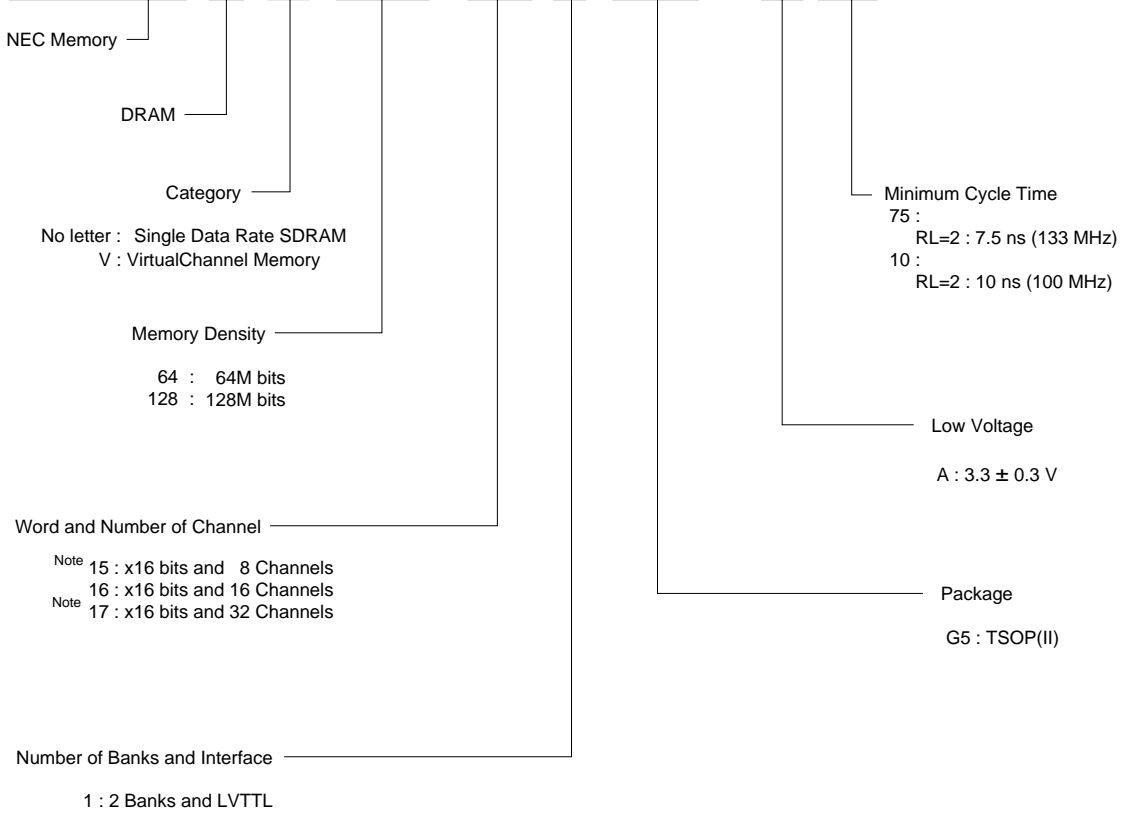 NEC Memory
DRAM
Category
No letter : Single Data Rate SDRAM
V : VirtualChannel Memory
Memory Density
64 : 64M bits
128 : 128M bits
Word and Number of Channel
Note 15 : x16 bits and 8 Channels
16 : x16 bits and 16 Channels
Note 17 : x16 bits and 32 Channels
Number of Banks and Interface
1 : 2 Banks and LVTTL
Minimum Cycle Time
75 :
RL=2 : 7.5 ns (133 MHz)
10 :
RL=2 : 10 ns (100 MHz)
Low Voltage
A : 3.3 ± 0.3 V
Package
G5 : TSOP(II)